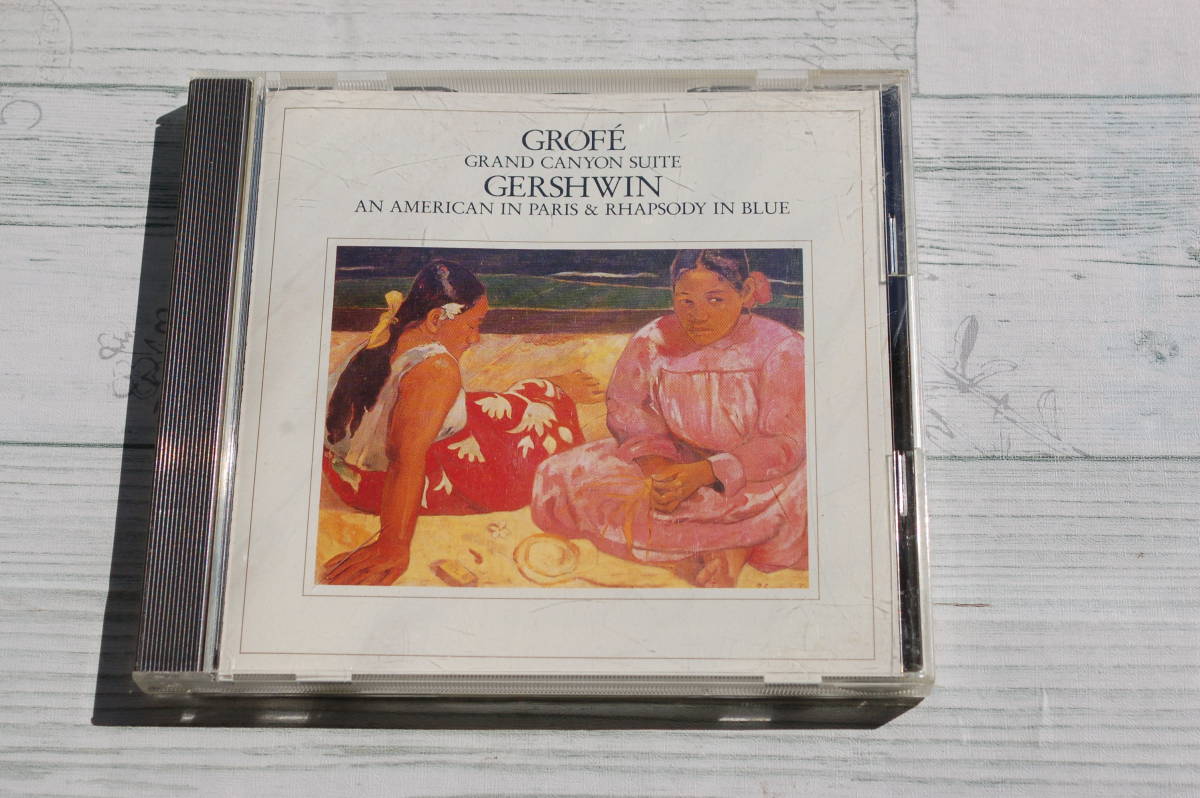 GROFÉ
GRAND CANYON SUITE
GERSHWIN
AN AMERICAN IN PARIS & RHAPSODY IN BLUE